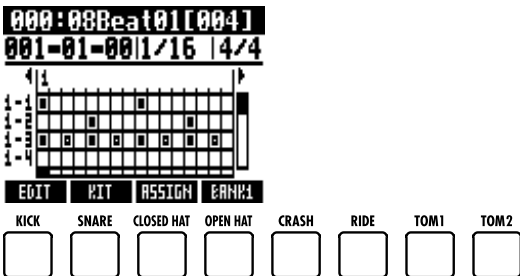 000:08Beat01[004]
001-01-00|1/16 |4/4
1
1-1
1-2
1-3
1-4
EDIT KIT ASSIGN BANK1
KICK SNARE CLOSED HAT OPEN HAT CRASH RIDE TOM1 TOM2